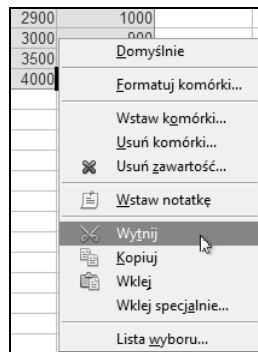 2900 1000
3000 900
3500
4000
Domyślnie
Formatuj komórki...
Wstaw komórki...
Usuń komórki...
Usuń zawartość...
Wstaw notatkę
Wytnij
Kopiuj
Wklej
Wklej specjalnie...
Lista wyboru...